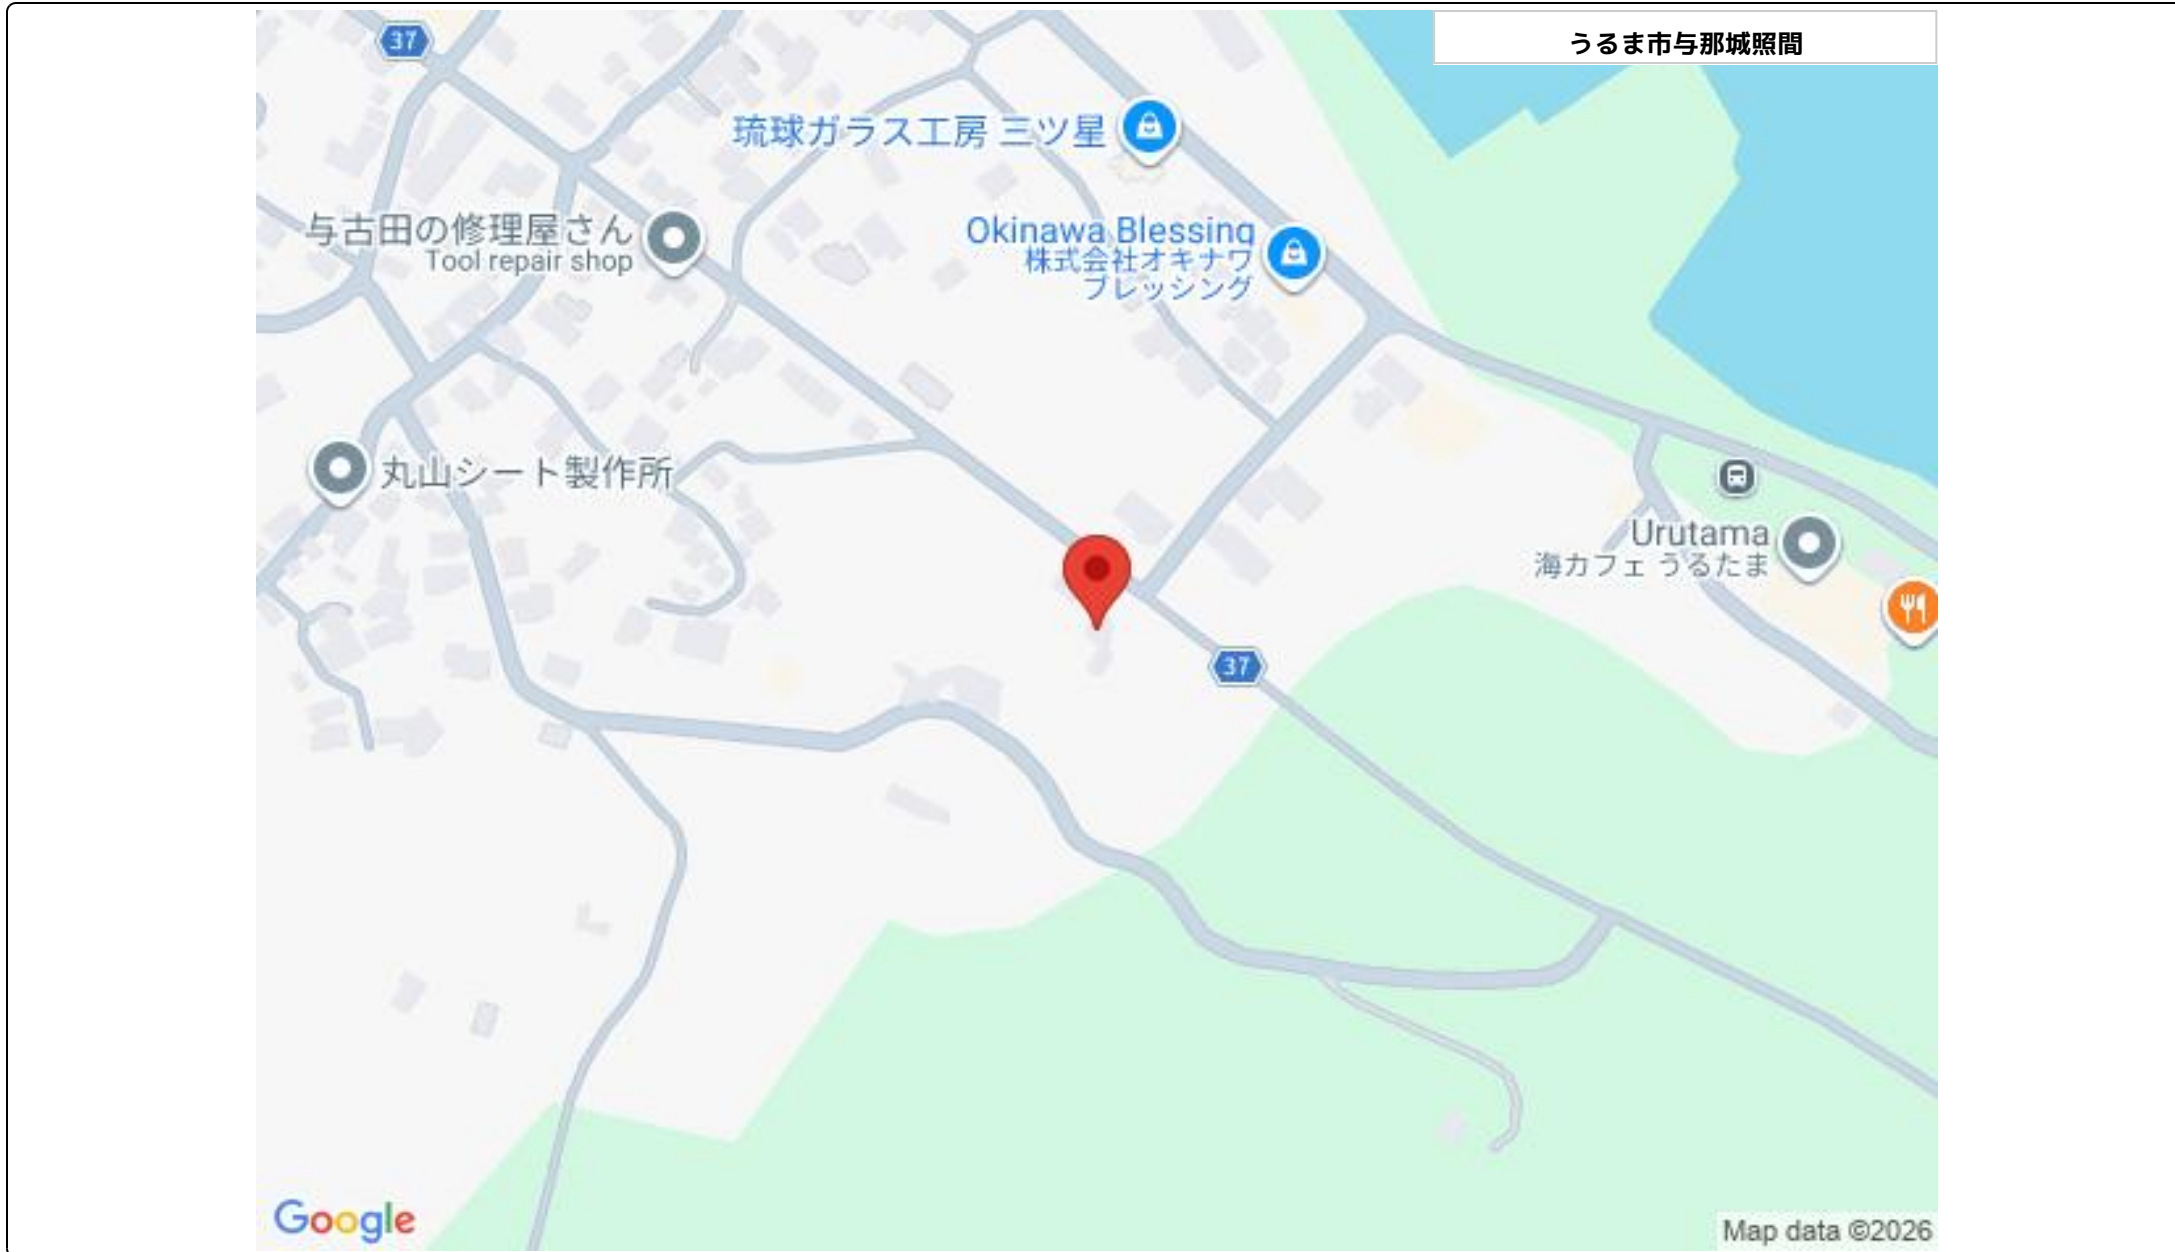 37
うるま市与那城照間
琉球ガラス工房 三ツ星
与古田の修理屋さん
Tool repair shop
Okinawa Blessing
株式会社オキナワ
ブレッシング
丸山シート製作所
Urutama
海カフェ うるたま
37
Google
Map data ©2026